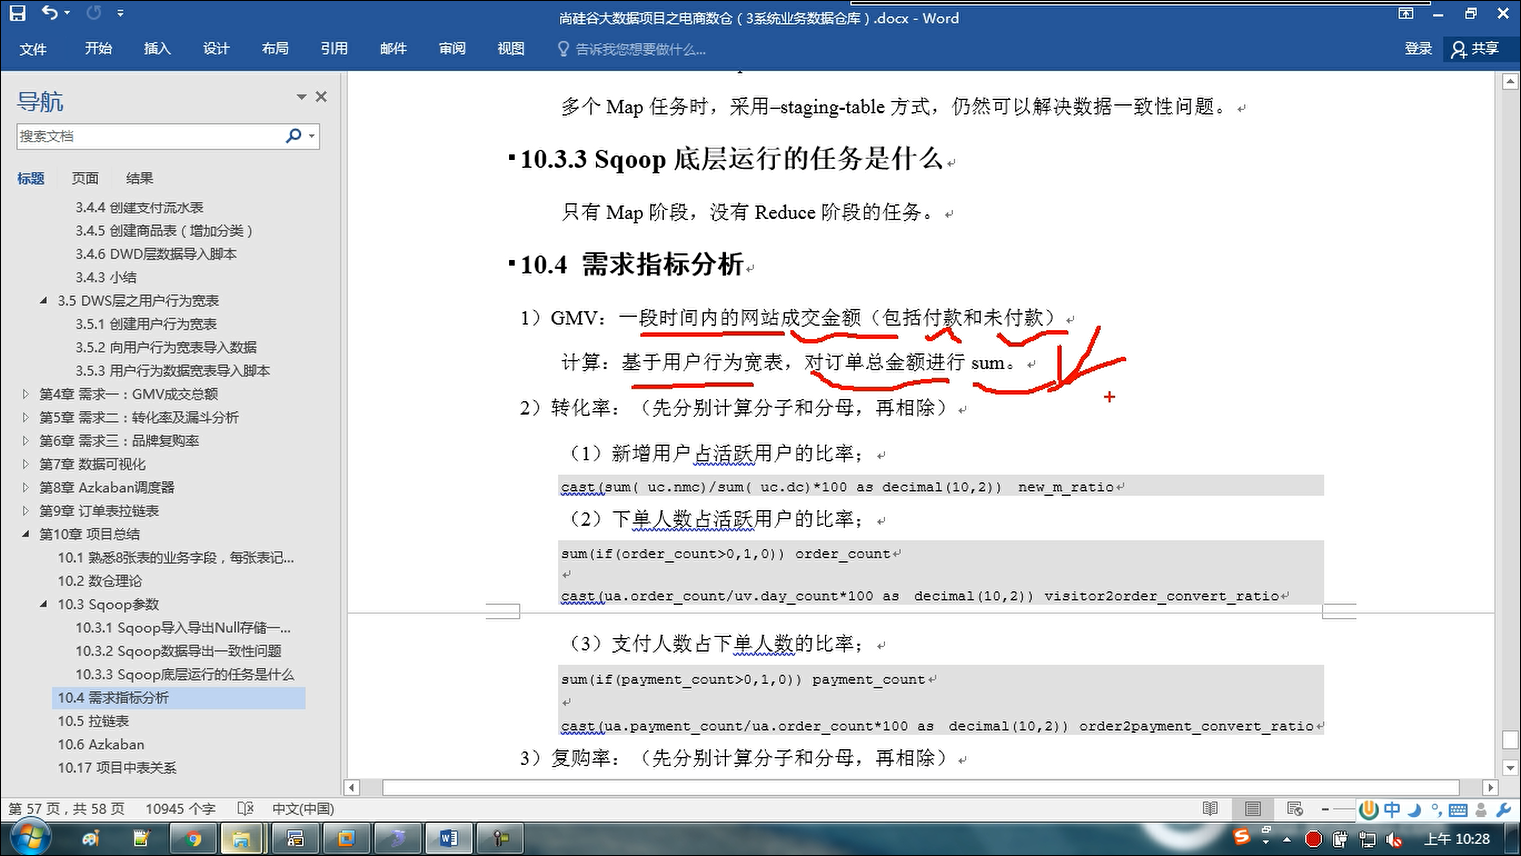 尚硅谷大数据项目之电商数仓（3系统业务数据仓库）.docx - Word
文件 开始 插入 设计 布局 引用 邮件 审阅 视图 告诉我您想要做什么... 登录 共享
导航
搜索文档
标题 页面 结果
3.4.4 创建支付流水表
3.4.5 创建商品表（增加分类）
3.4.6 DWD层数据导入脚本
3.4.3 小结
3.5 DWS层之用户行为宽表
3.5.1 创建用户行为宽表
3.5.2 向用户行为宽表导入数据
3.5.3 用户行为数据宽表导入脚本
第4章 需求一：GMV成交总额
第5章 需求二：转化率及漏斗分析
第6章 需求三：品牌复购率
第7章 数据可视化
第8章 Azkaban调度器
第9章 订单表拉链表
第10章 项目总结
10.1 熟悉8张表的业务字段，每张表记...
10.2 数仓理论
10.3 Sqoop参数
10.3.1 Sqoop导入导出Null存储一...
10.3.2 Sqoop数据导出一致性问题
10.3.3 Sqoop底层运行的任务是什么
10.4 需求指标分析
10.5 拉链表
10.6 Azkaban
10.17 项目中表关系
多个 Map 任务时，采用–staging-table 方式，仍然可以解决数据一致性问题。
10.3.3 Sqoop 底层运行的任务是什么
只有 Map 阶段，没有 Reduce 阶段的任务。
10.4 需求指标分析
1）GMV：一段时间内的网站成交金额（包括付款和未付款）
计算：基于用户行为宽表，对订单总金额进行 sum。
2）转化率：（先分别计算分子和分母，再相除）
（1）新增用户占活跃用户的比率；
cast(sum( uc.nmc)/sum( uc.dc)*100 as decimal(10,2)) new_m_ratio
（2）下单人数占活跃用户的比率；
sum(if(order_count>0,1,0)) order_count
cast(ua.order_count/uv.day_count*100 as decimal(10,2)) visitor2order_convert_ratio
（3）支付人数占下单人数的比率；
sum(if(payment_count>0,1,0)) payment_count
cast(ua.payment_count/ua.order_count*100 as decimal(10,2)) order2payment_convert_ratio
3）复购率：（先分别计算分子和分母，再相除）
第 57 页，共 58 页 10945 个字 中文(中国)
中
上午 10:28